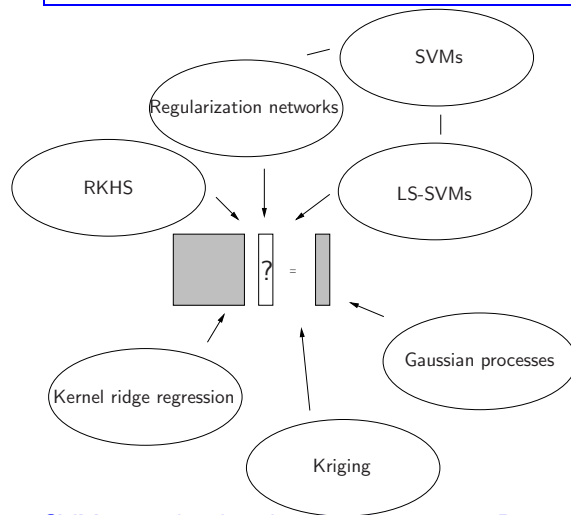 SVMs
Regularization networks
RKHS
LS-SVMs
? =
Gaussian processes
Kernel ridge regression
Kriging